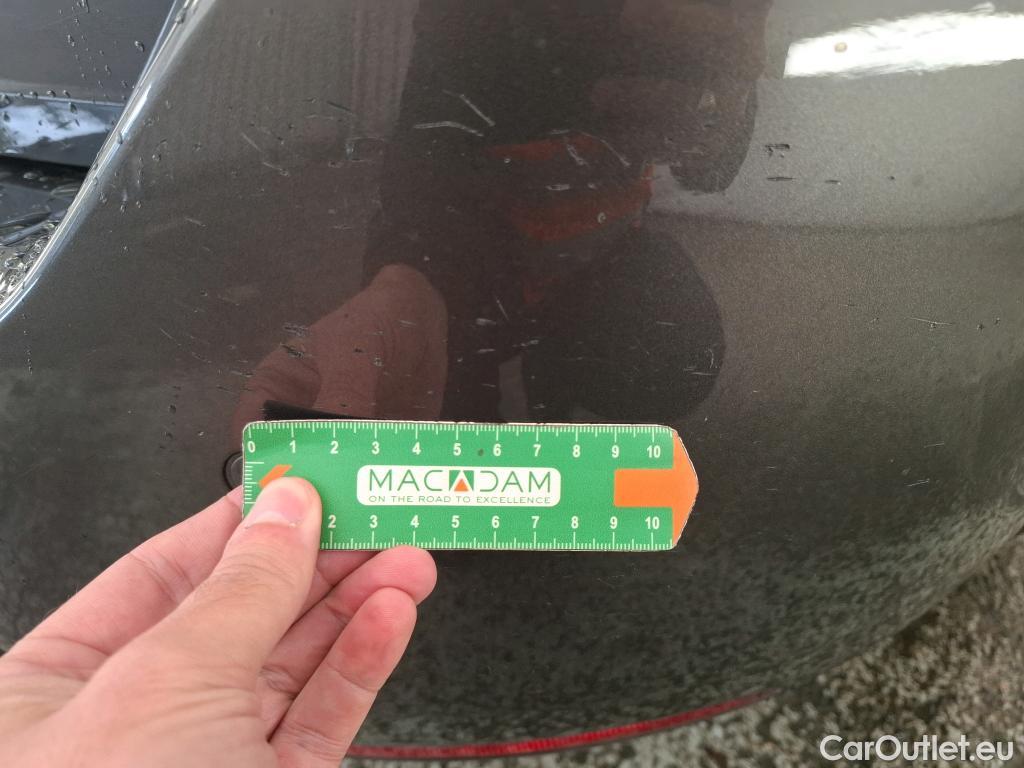 0 1 2 3 4 5 6 7 8 9 10
MACADAM
ON THE ROAD TO EXCELLENCE
2 3 4 5 6 7 8 9 10
CarOutlet.eu